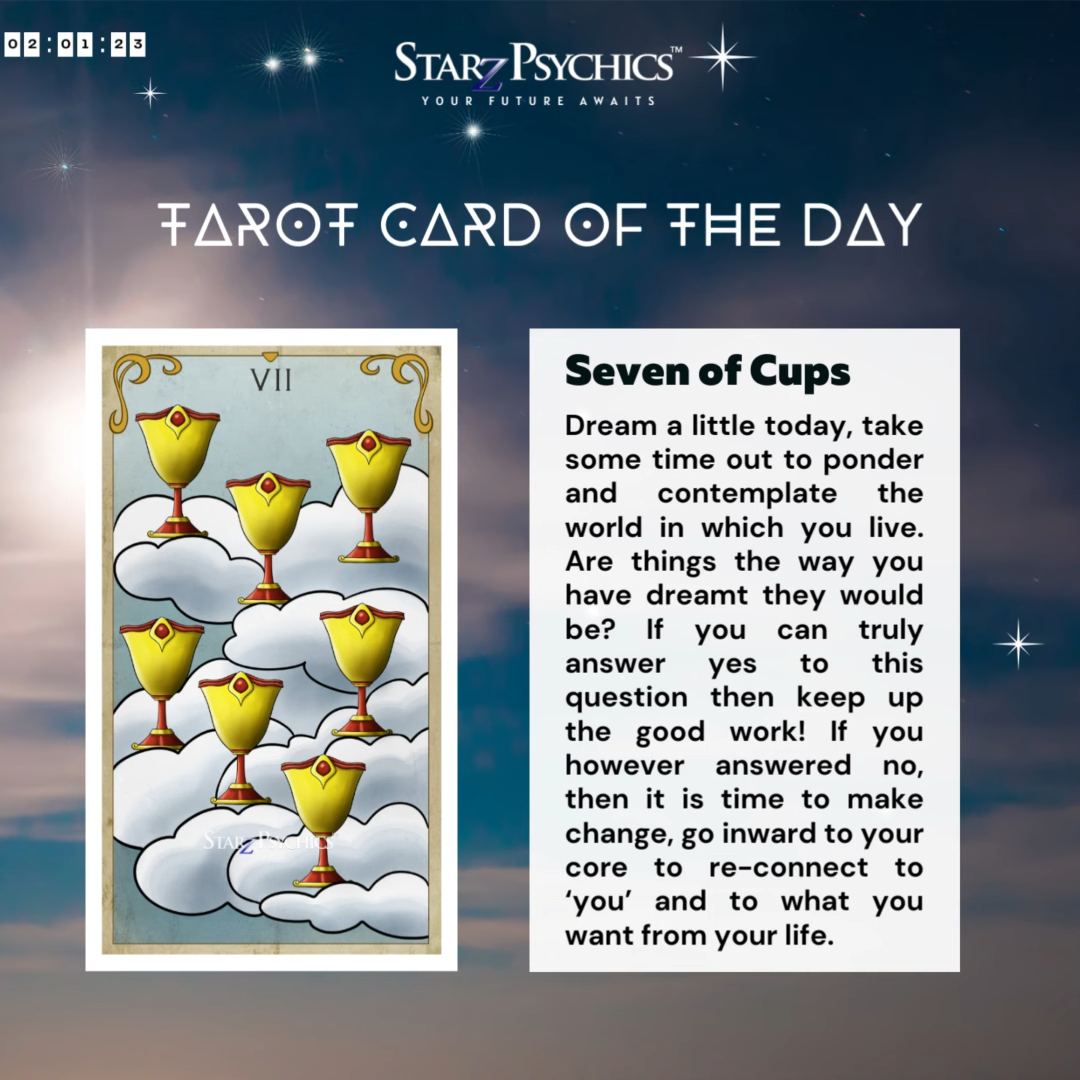 02:01:23
STARZPSYCHICS™
YOUR FUTURE AWAITS
TAROT CARD OF THE DAY
VII
STARZPSYCHICS
Seven of Cups
Dream a little today, take
some time out to ponder
and contemplate the
world in which you live.
Are things the way you
have dreamt they would
be? If you can truly
answer yes to this
question then keep up
the good work! If you
however answered no,
then it is time to make
change, go inward to your
core to re-connect to
‘you’ and to what you
want from your life.